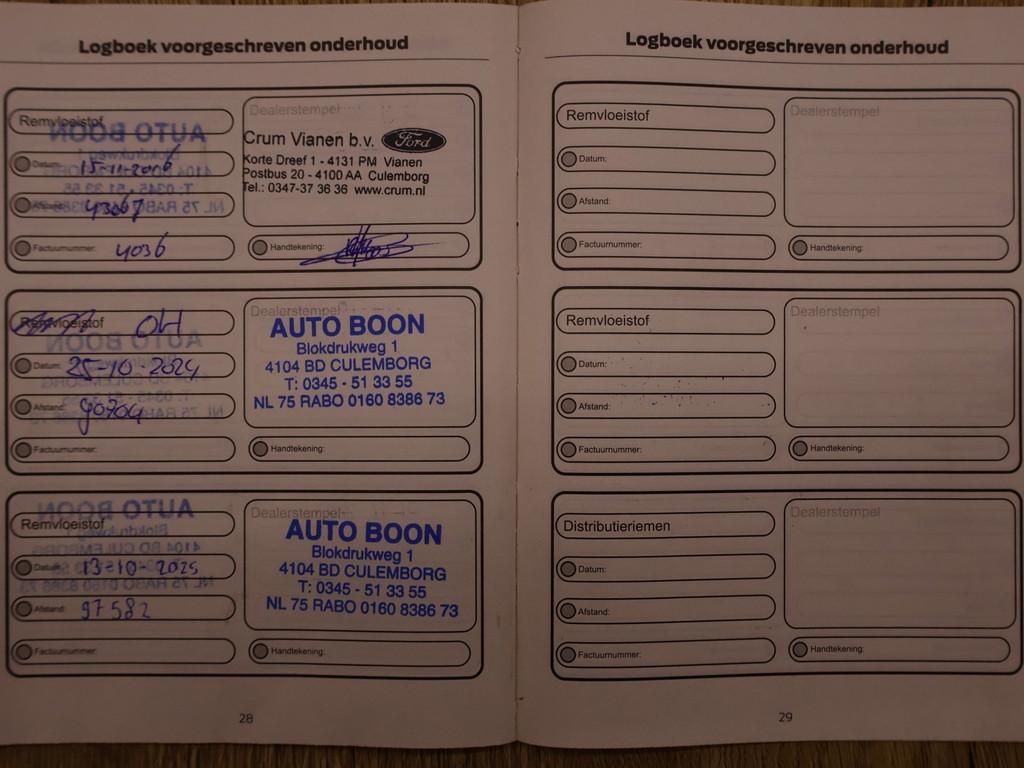 Logboek voorgeschreven onderhoud
Remvloeistof
Datum:
Afstand: 43067
Factuurnummer: 4036
Dealerstempel
Crum Vianen b.v. Ford
Korte Dreef 1 - 4131 PM Vianen
Postbus 20 - 4100 AA Culemborg
Tel.: 0347-37 36 36 www.crum.nl
Handtekening:
Remvloeistof OH
Datum: 25-10-2024
Afstand: 90704
Factuurnummer:
Dealerstempel
AUTO BOON
Blokdrukweg 1
4104 BD CULEMBORG
T: 0345 - 51 33 55
NL 75 RABO 0160 8386 73
Handtekening:
Remvloeistof
Datum: 13-10-2025
Afstand: 97582
Factuurnummer:
Dealerstempel
AUTO BOON
Blokdrukweg 1
4104 BD CULEMBORG
T: 0345 - 51 33 55
NL 75 RABO 0160 8386 73
Handtekening:
28
Logboek voorgeschreven onderhoud
Remvloeistof
Datum:
Afstand:
Factuurnummer:
Dealerstempel
Handtekening:
Remvloeistof
Datum:
Afstand:
Factuurnummer:
Dealerstempel
Handtekening:
Distributieriemen
Datum:
Afstand:
Factuurnummer:
Dealerstempel
Handtekening:
29